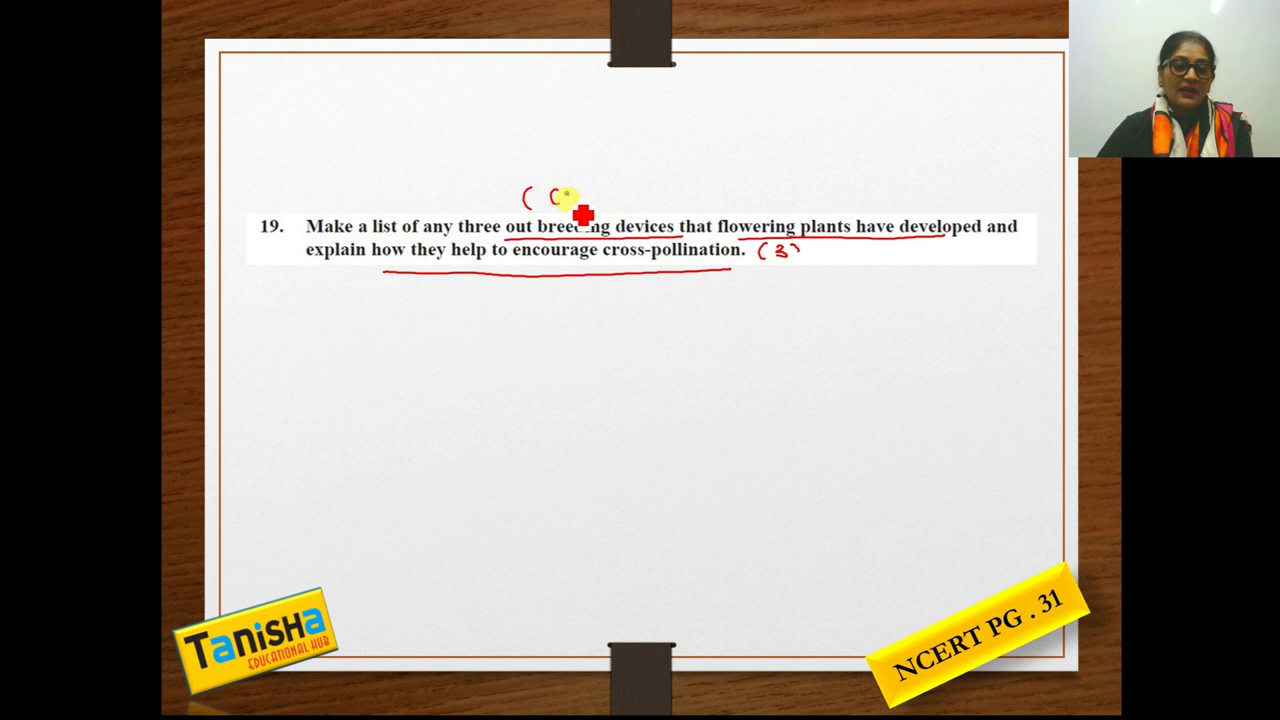 ( (
19. Make a list of any three out breeding devices that flowering plants have developed and
explain how they help to encourage cross-pollination. (3)
TaniSHa
EDUCATIONAL HUB
NCERT PG . 31